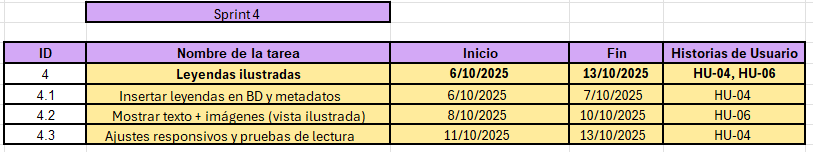 Sprint 4
ID Nombre de la tarea Inicio Fin Historias de Usuario
4 Leyendas ilustradas 6/10/2025 13/10/2025 HU-04, HU-06
4.1 Insertar leyendas en BD y metadatos 6/10/2025 7/10/2025 HU-04
4.2 Mostrar texto + imágenes (vista ilustrada) 8/10/2025 10/10/2025 HU-06
4.3 Ajustes responsivos y pruebas de lectura 11/10/2025 13/10/2025 HU-04